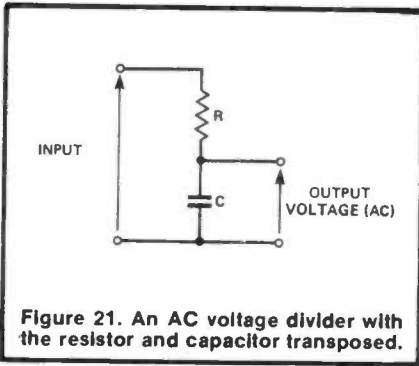 R
INPUT
C
OUTPUT
VOLTAGE (AC)
Figure 21. An AC voltage divider with
the resistor and capacitor transposed.